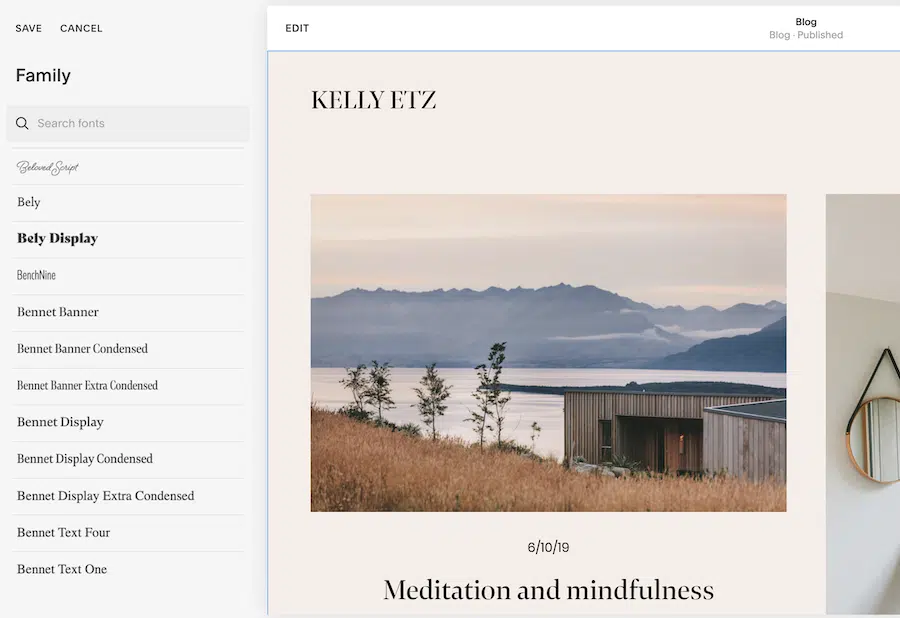 SAVE CANCEL
Family
Search fonts
Beloved Script
Bely
Bely Display
BenchNine
Bennet Banner
Bennet Banner Condensed
Bennet Banner Extra Condensed
Bennet Display
Bennet Display Condensed
Bennet Display Extra Condensed
Bennet Text Four
Bennet Text One
EDIT
Blog
Blog · Published
KELLY ETZ
6/10/19
Meditation and mindfulness